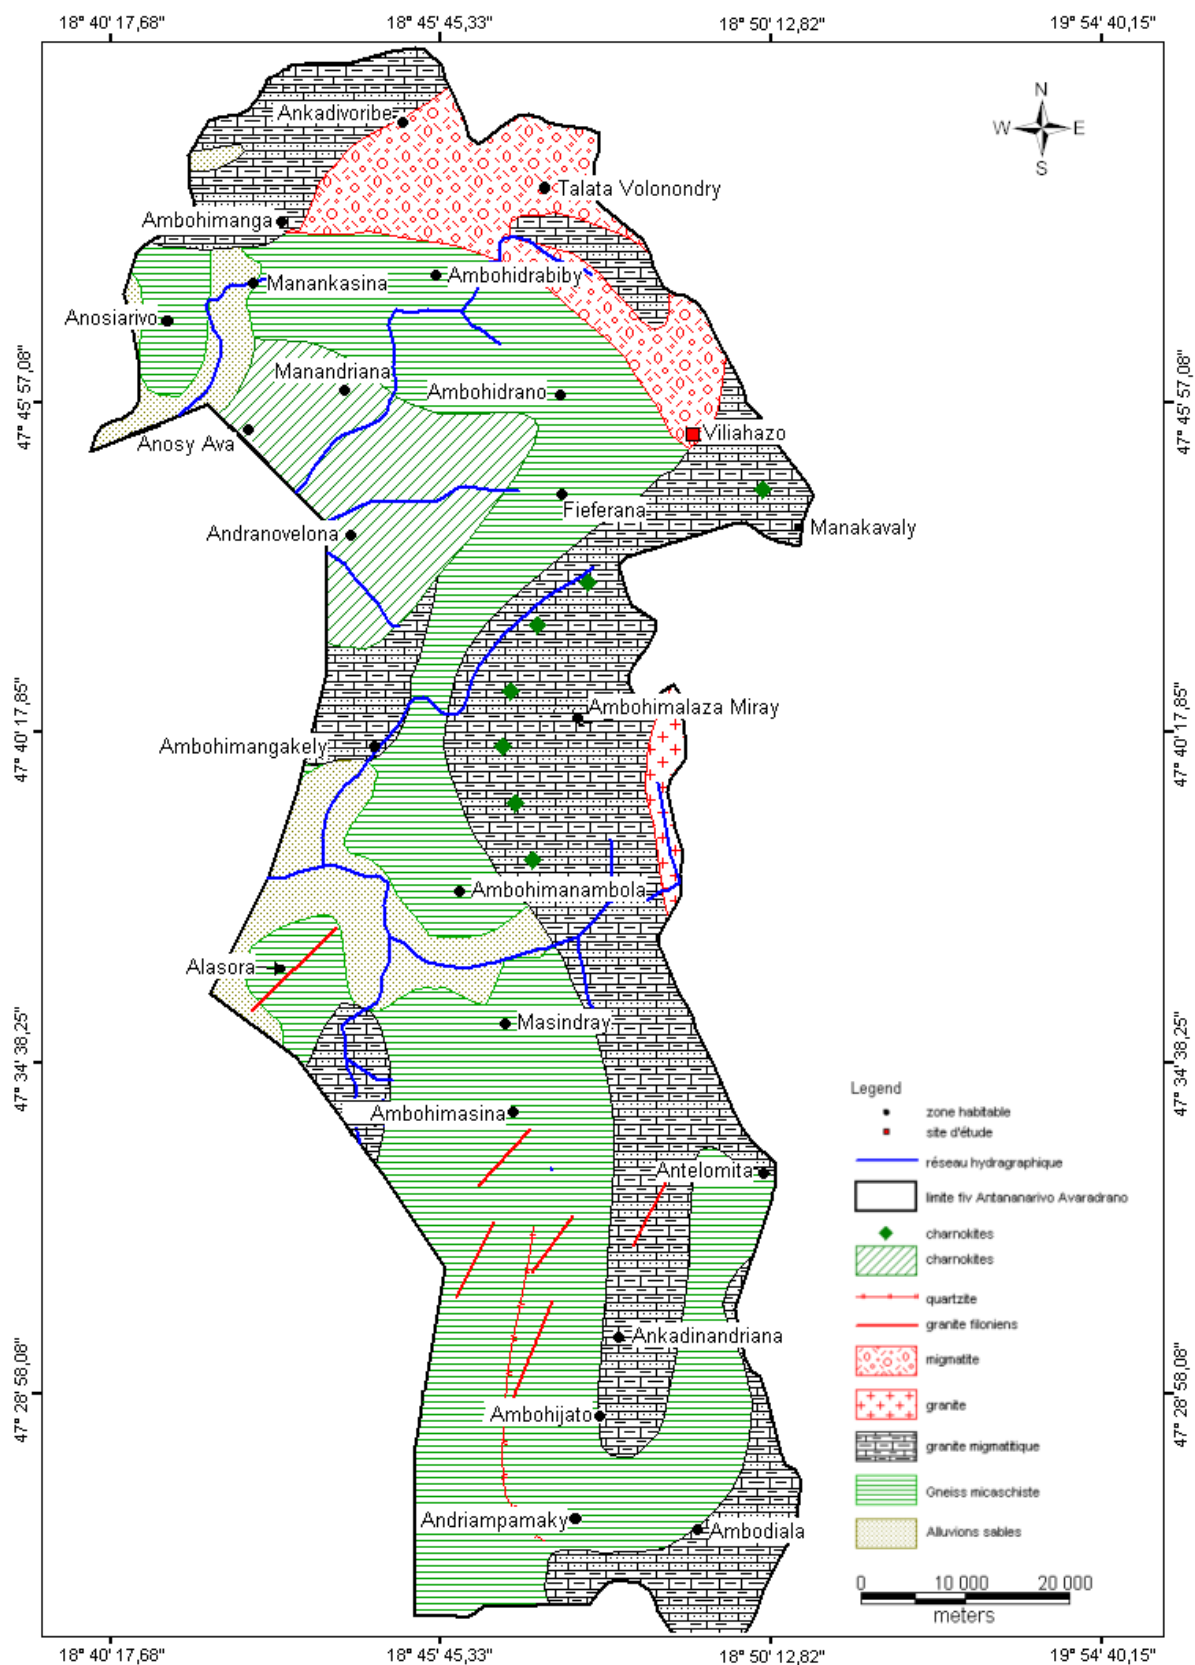 18° 40' 17,68"
18° 45' 45,33"
18° 50' 12,82"
19° 54' 40,15"
N
W E
S
Ankadivoribe
Talata Volonondry
Ambohimanga
Manankasina
Ambohidrabiby
Anosiarivo
Manandriana
Ambohidrano
Anosy Ava
Viliahazo
Fieferana
Manakavaly
Andranovelona
Ambohimalaza Miray
Ambohimangakely
Ambohimanambola
Alasora
Masindray
Ambohimasina
Antelomita
Ankadinandriana
Ambohijato
Andriampamaky
Ambodiala
47° 45' 57,08"
47° 40' 17,85"
47° 34' 38,25"
47° 28' 58,08"
47° 45' 57,08"
47° 40' 17,85"
47° 34' 38,25"
47° 28' 58,08"
Legend
zone habitable
site d'étude
réseau hydragraphique
limite fiv Antananarivo Avaradrano
charnokites
charnokites
quartzite
granite filoniens
migmatite
granite
granite migmatitique
Gneiss micaschiste
Alluvions sables
0 10 000 20 000
meters
18° 40' 17,68"
18° 45' 45,33"
18° 50' 12,82"
19° 54' 40,15"